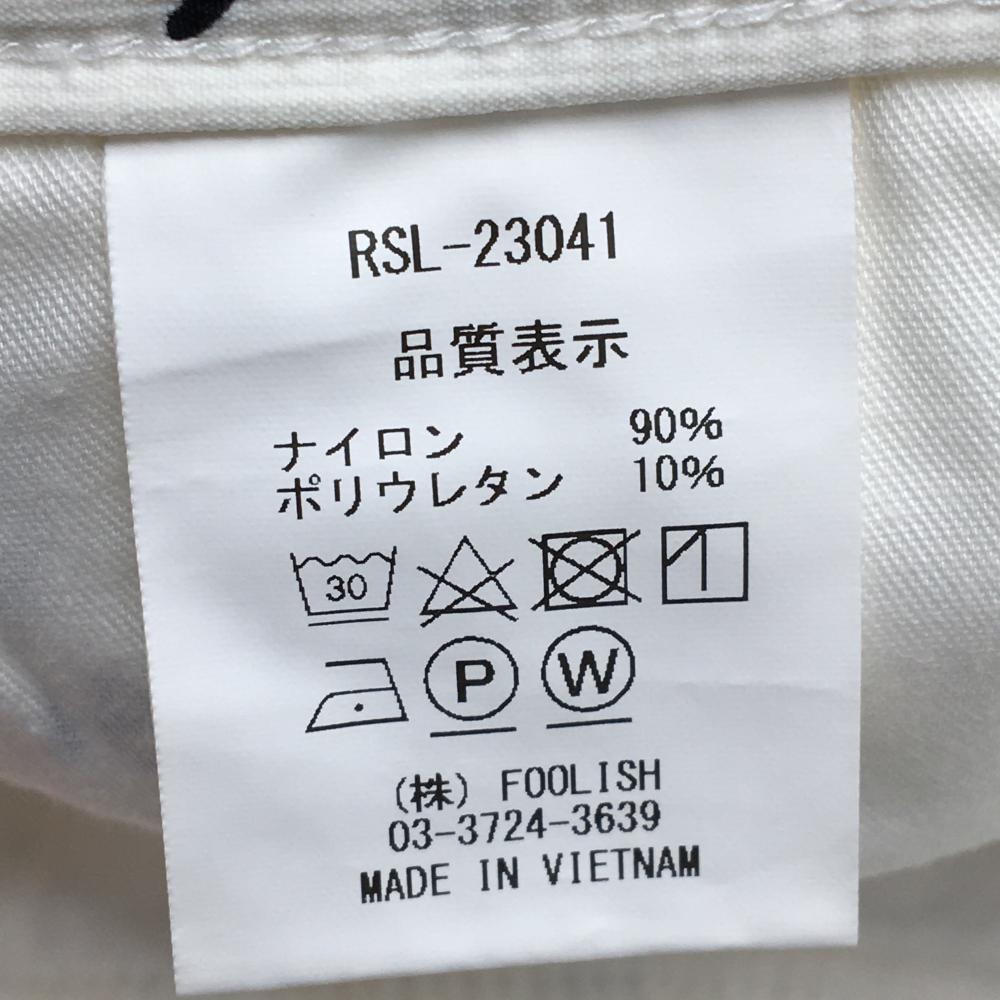 RSL-23041
品質表示
ナイロン 90%
ポリウレタン 10%
30
P W
(株) FOOLISH
03-3724-3639
MADE IN VIETNAM